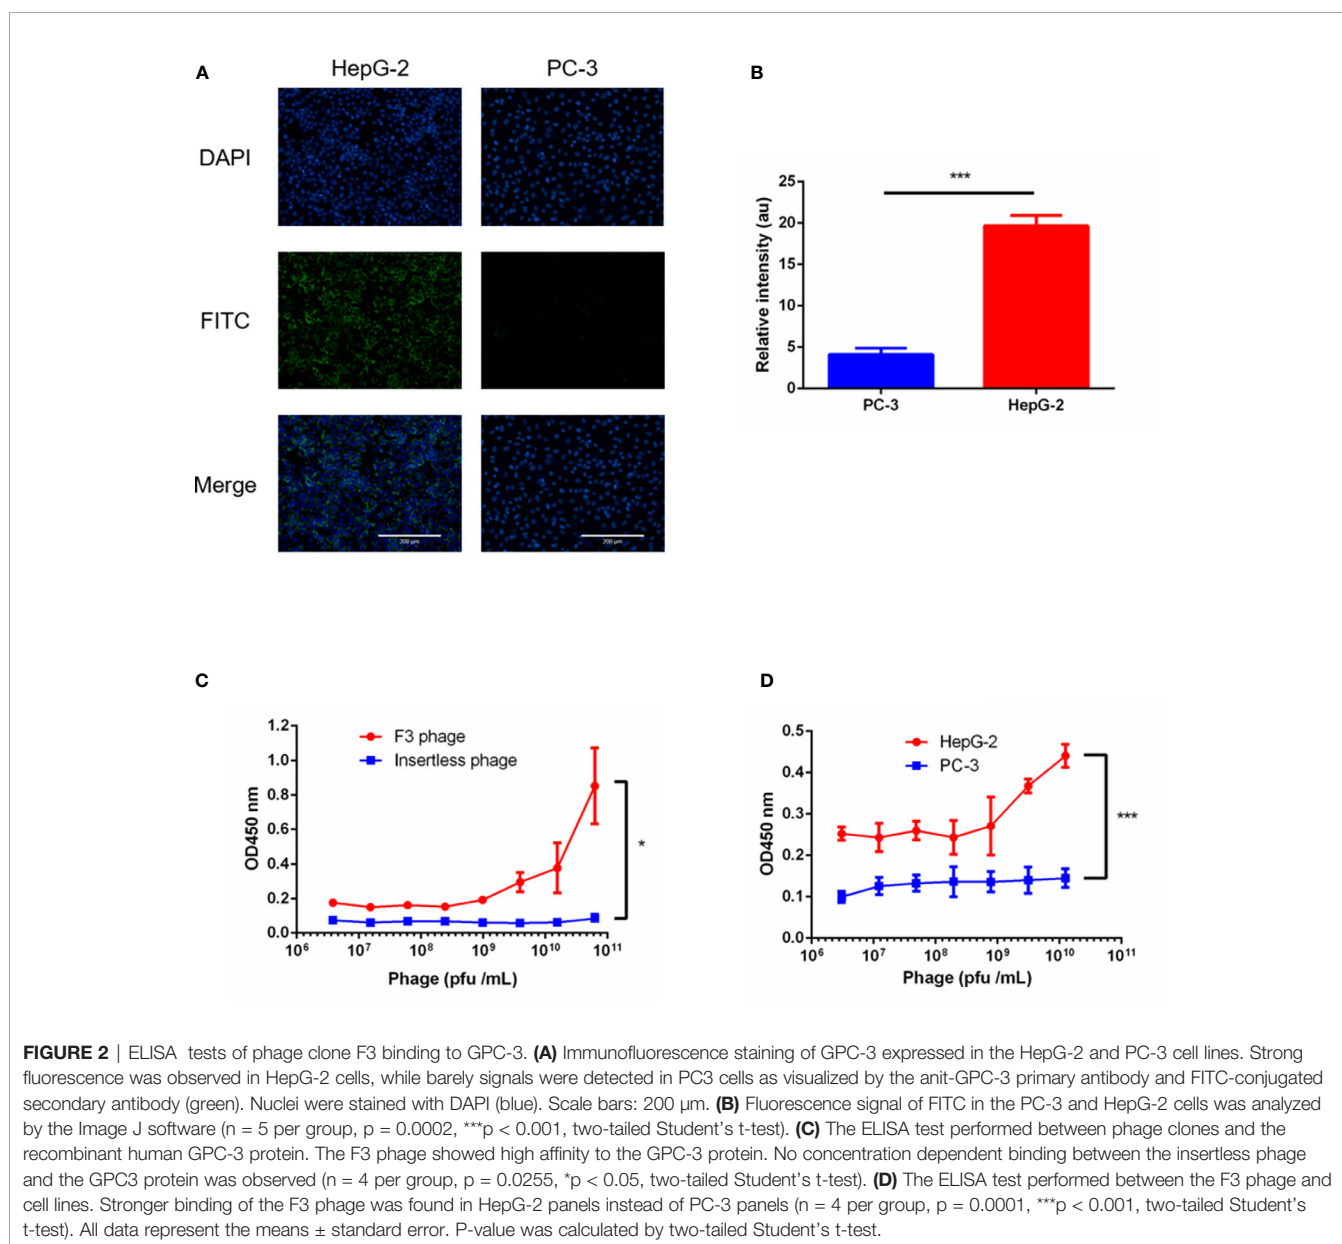 A
HepG-2
PC-3
DAPI
FITC
Merge
200 µm
200 µm
B
***
Relative intensity (au)
25
20
15
10
5
0
PC-3
HepG-2
C
F3 phage
Insertless phage
OD450 nm
1.2
1.0
0.8
0.6
0.4
0.2
0.0
*
10⁶ 10⁷ 10⁸ 10⁹ 10¹⁰ 10¹¹
Phage (pfu /mL)
D
HepG-2
PC-3
OD450 nm
0.5
0.4
0.3
0.2
0.1
0.0
***
10⁶ 10⁷ 10⁸ 10⁹ 10¹⁰ 10¹¹
Phage (pfu /mL)
FIGURE 2 | ELISA tests of phage clone F3 binding to GPC-3. (A) Immunofluorescence staining of GPC-3 expressed in the HepG-2 and PC-3 cell lines. Strong
fluorescence was observed in HepG-2 cells, while barely signals were detected in PC3 cells as visualized by the anit-GPC-3 primary antibody and FITC-conjugated
secondary antibody (green). Nuclei were stained with DAPI (blue). Scale bars: 200 µm. (B) Fluorescence signal of FITC in the PC-3 and HepG-2 cells was analyzed
by the Image J software (n = 5 per group, p = 0.0002, ***p < 0.001, two-tailed Student's t-test). (C) The ELISA test performed between phage clones and the
recombinant human GPC-3 protein. The F3 phage showed high affinity to the GPC-3 protein. No concentration dependent binding between the insertless phage
and the GPC3 protein was observed (n = 4 per group, p = 0.0255, *p < 0.05, two-tailed Student's t-test). (D) The ELISA test performed between the F3 phage and
cell lines. Stronger binding of the F3 phage was found in HepG-2 panels instead of PC-3 panels (n = 4 per group, p = 0.0001, ***p < 0.001, two-tailed Student's
t-test). All data represent the means ± standard error. P-value was calculated by two-tailed Student's t-test.